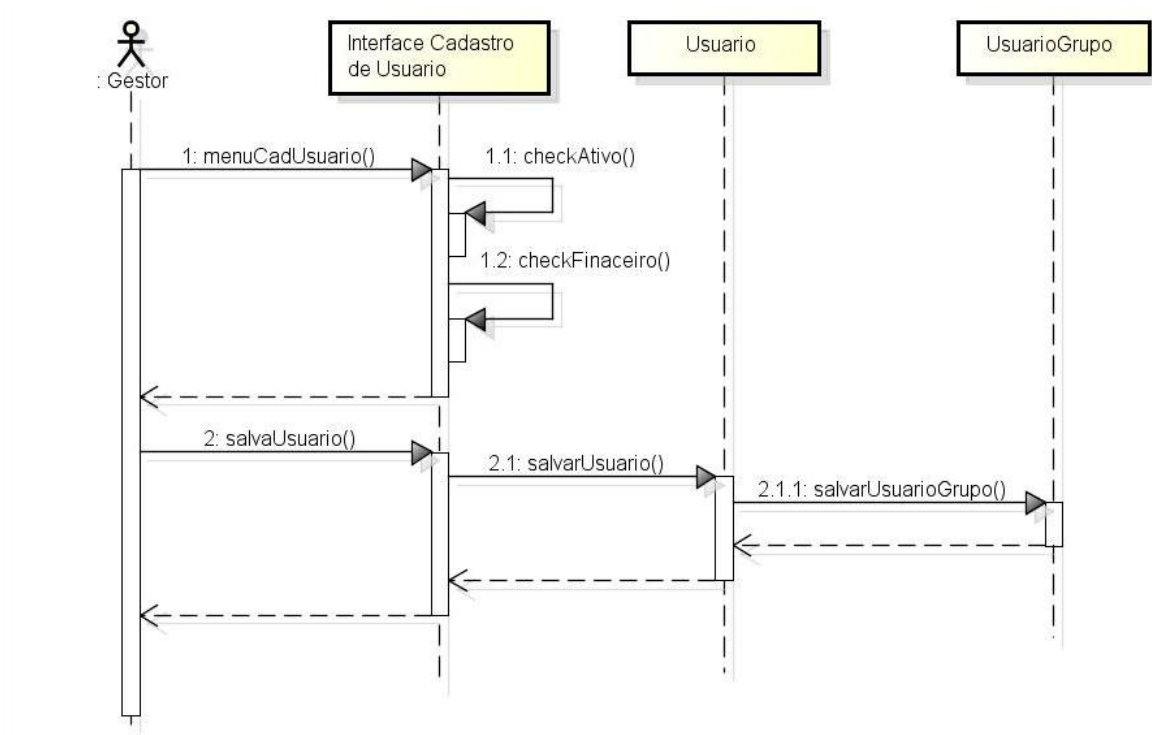 : Gestor
Interface Cadastro
de Usuario
Usuario
UsuarioGrupo
1: menuCadUsuario()
1.1: checkAtivo()
1.2: checkFinaceiro()
2: salvaUsuario()
2.1: salvarUsuario()
2.1.1: salvarUsuarioGrupo()